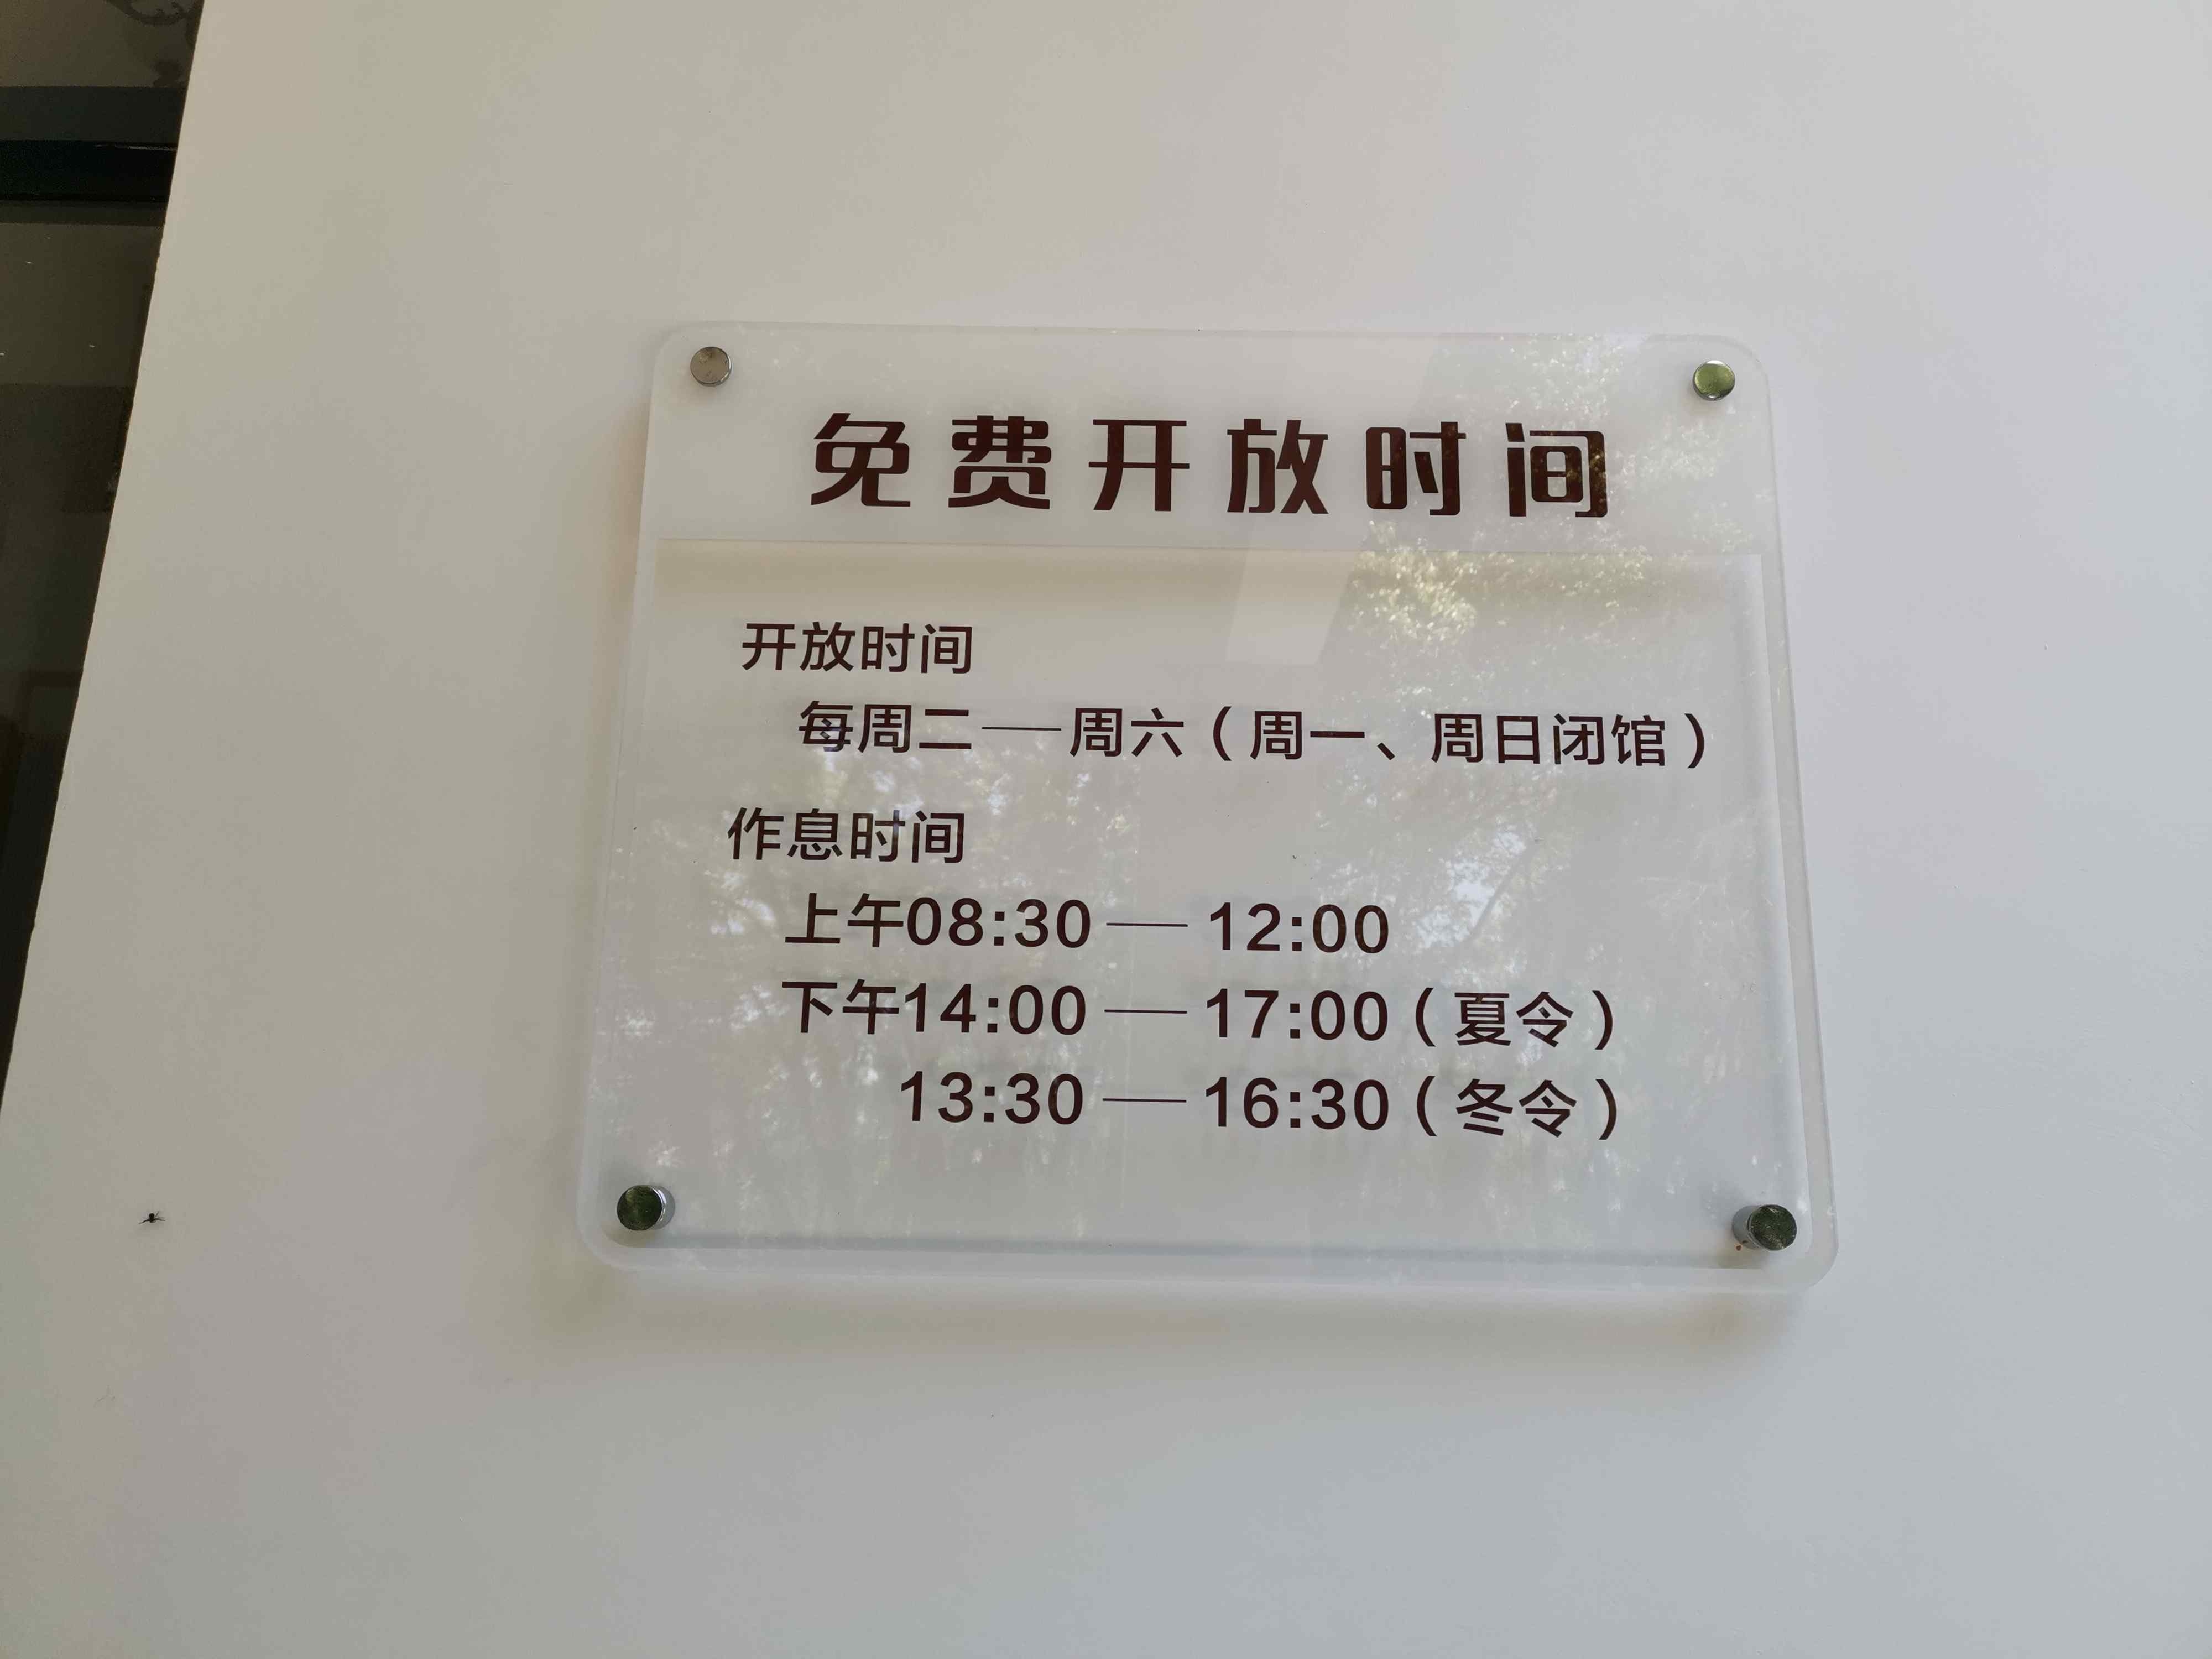 免费开放时间
开放时间
每周二——周六（周一、周日闭馆）
作息时间
上午08:30——12:00
下午14:00——17:00（夏令）
13:30——16:30（冬令）